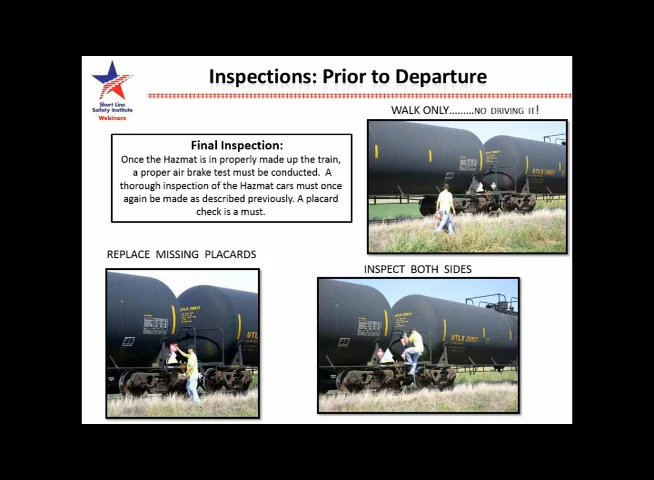 Inspections: Prior to Departure
Short Line
Safety Institute
Webinars
WALK ONLY.........NO DRIVING IT!
Final Inspection:
Once the Hazmat is in properly made up the train,
a proper air brake test must be conducted. A
thorough inspection of the Hazmat cars must once
again be made as described previously. A placard
check is a must.
REPLACE MISSING PLACARDS
INSPECT BOTH SIDES